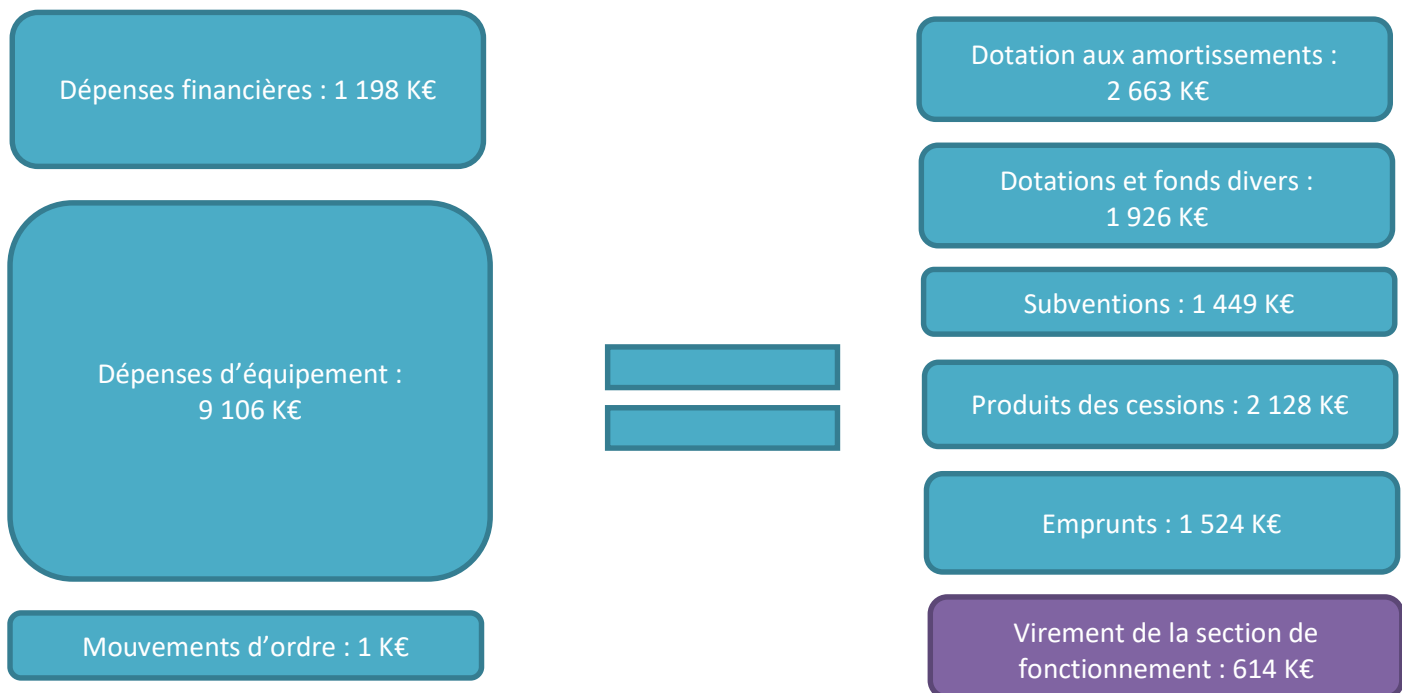 Dépenses financières : 1 198 K€
Dépenses d’équipement :
9 106 K€
Mouvements d’ordre : 1 K€
Dotation aux amortissements :
2 663 K€
Dotations et fonds divers :
1 926 K€
Subventions : 1 449 K€
Produits des cessions : 2 128 K€
Emprunts : 1 524 K€
Virement de la section de
fonctionnement : 614 K€